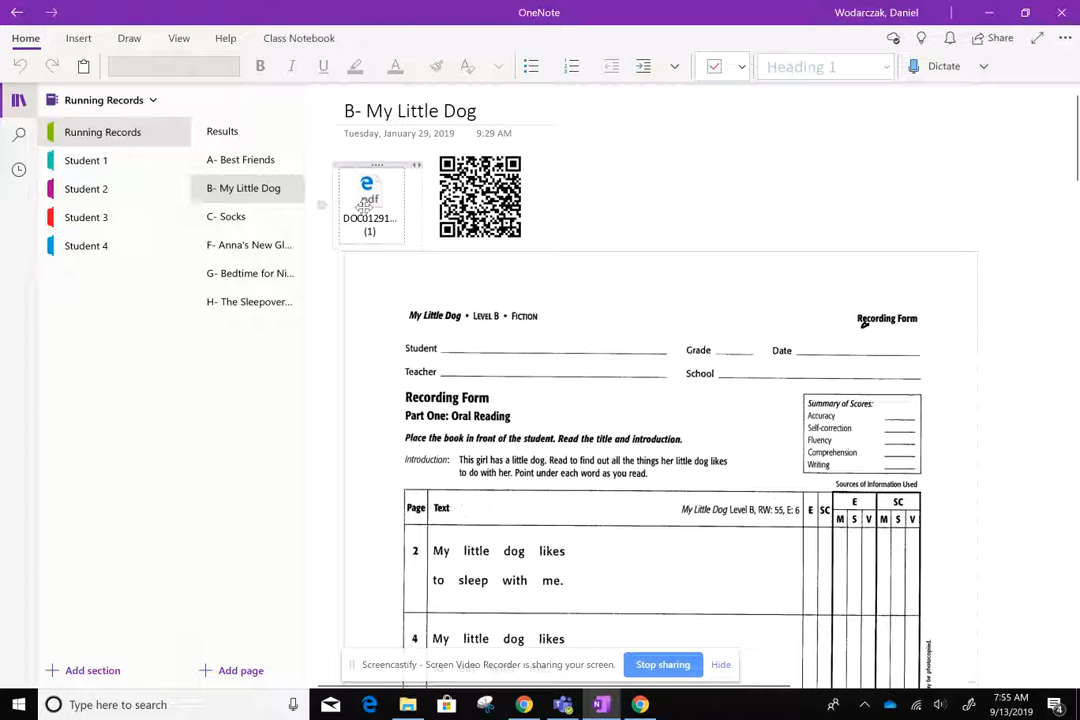 OneNote
Wodarczak, Daniel
Home Insert Draw View Help Class Notebook
Share
B I U A
Heading 1
Dictate
Running Records
Running Records
Student 1
Student 2
Student 3
Student 4
Results
A- Best Friends
B- My Little Dog
C- Socks
F- Anna's New Gl...
G- Bedtime for Ni...
H- The Sleepover...
Add section
Add page
B- My Little Dog
Tuesday, January 29, 2019 9:29 AM
pdf
DOC01291...
(1)
My Little Dog • LEVEL B • FICTION
Recording Form
Student
Grade
Date
Teacher
School
Recording Form
Part One: Oral Reading
Place the book in front of the student. Read the title and introduction.
Introduction: This girl has a little dog. Read to find out all the things her little dog likes
to do with her. Point under each word as you read.
Summary of Scores:
Accuracy
Self-correction
Fluency
Comprehension
Writing
Sources of Information Used
Page Text My Little Dog Level B, RW: 55, E: 6 E SC
E SC
M S V M S V
2 My little dog likes
to sleep with me.
4 My little dog likes
y be photocopied.
Screencastify - Screen Video Recorder is sharing your screen.
Stop sharing
Hide
Type here to search
7:55 AM
9/13/2019
4